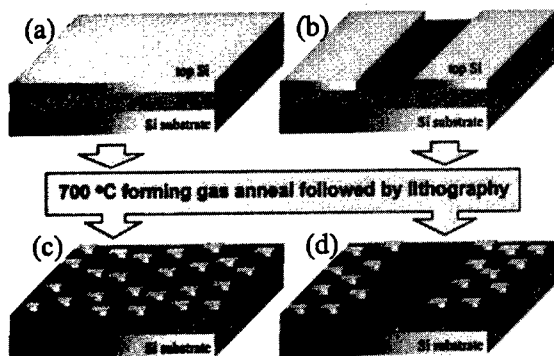 (a)
(b)
top Si
top Si
Si substrate
Si substrate
700 °C forming gas anneal followed by lithography
(c)
(d)
Si substrate
Si substrate